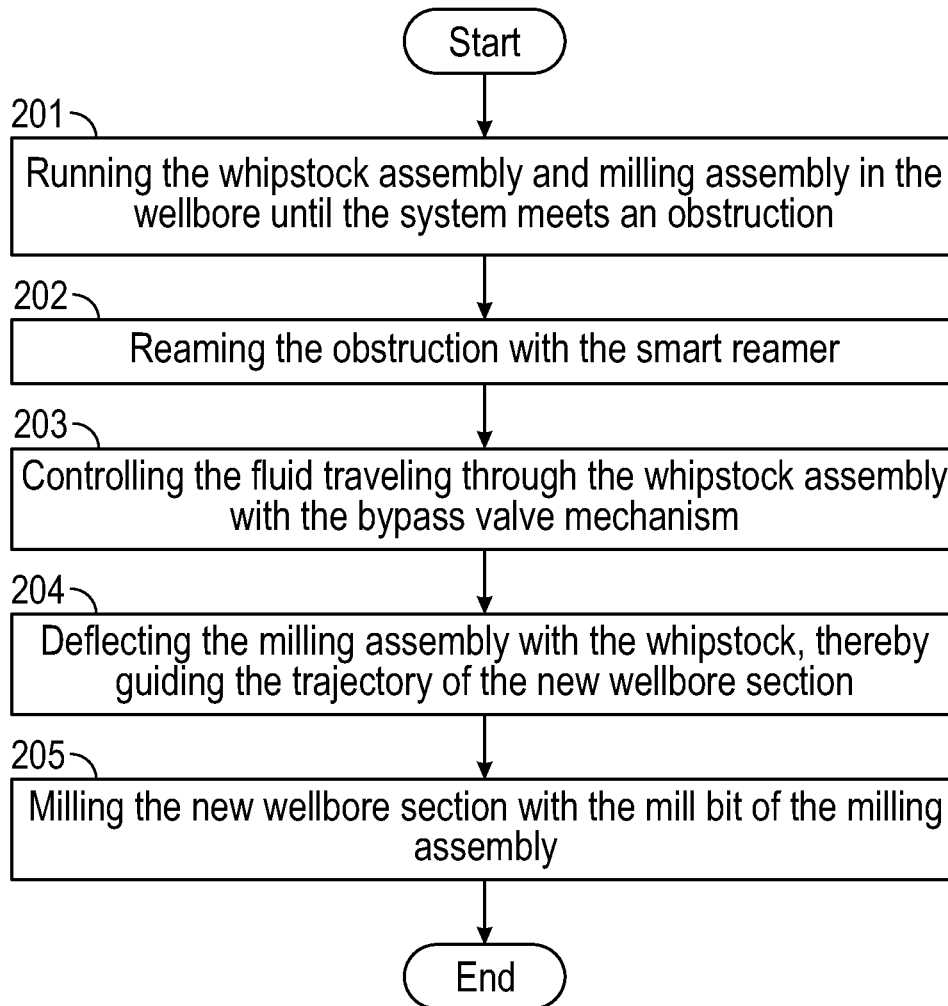 Start
201
Running the whipstock assembly and milling assembly in the
wellbore until the system meets an obstruction
202
Reaming the obstruction with the smart reamer
203
Controlling the fluid traveling through the whipstock assembly
with the bypass valve mechanism
204
Deflecting the milling assembly with the whipstock, thereby
guiding the trajectory of the new wellbore section
205
Milling the new wellbore section with the mill bit of the milling
assembly
End